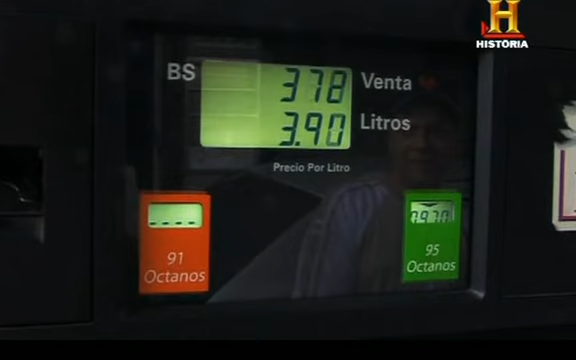 H
HISTORIA
BS 378 Venta
3.90 Litros
Precio Por Litro
91
Octanos
95
Octanos